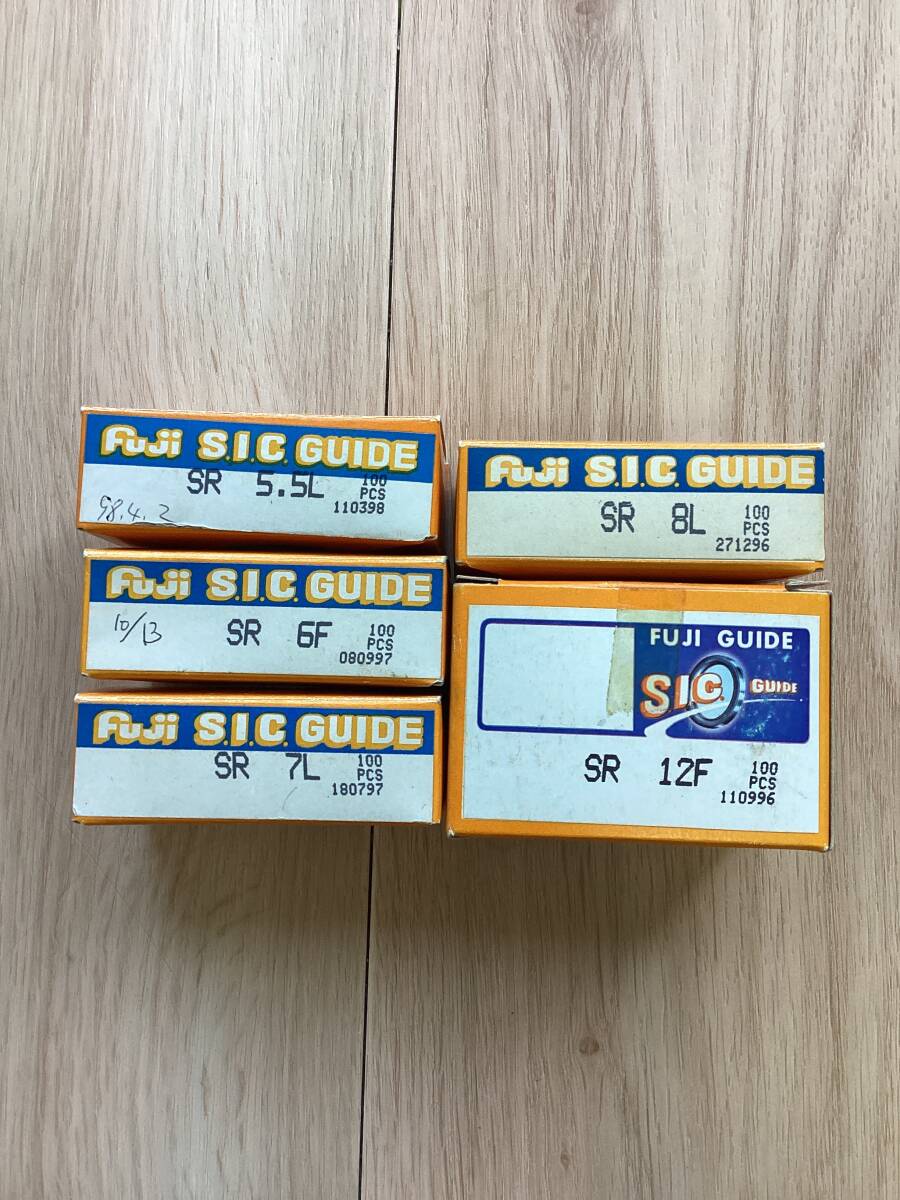 Fuji S.I.C. GUIDE
SR 5.5L 100
PCS
110398
98.4.2
Fuji S.I.C. GUIDE
10/13
SR 6F 100
PCS
080997
Fuji S.I.C. GUIDE
SR 7L 100
PCS
180797
Fuji S.I.C. GUIDE
SR 8L 100
PCS
271296
FUJI GUIDE
S.I.C. GUIDE
SR 12F 100
PCS
110996